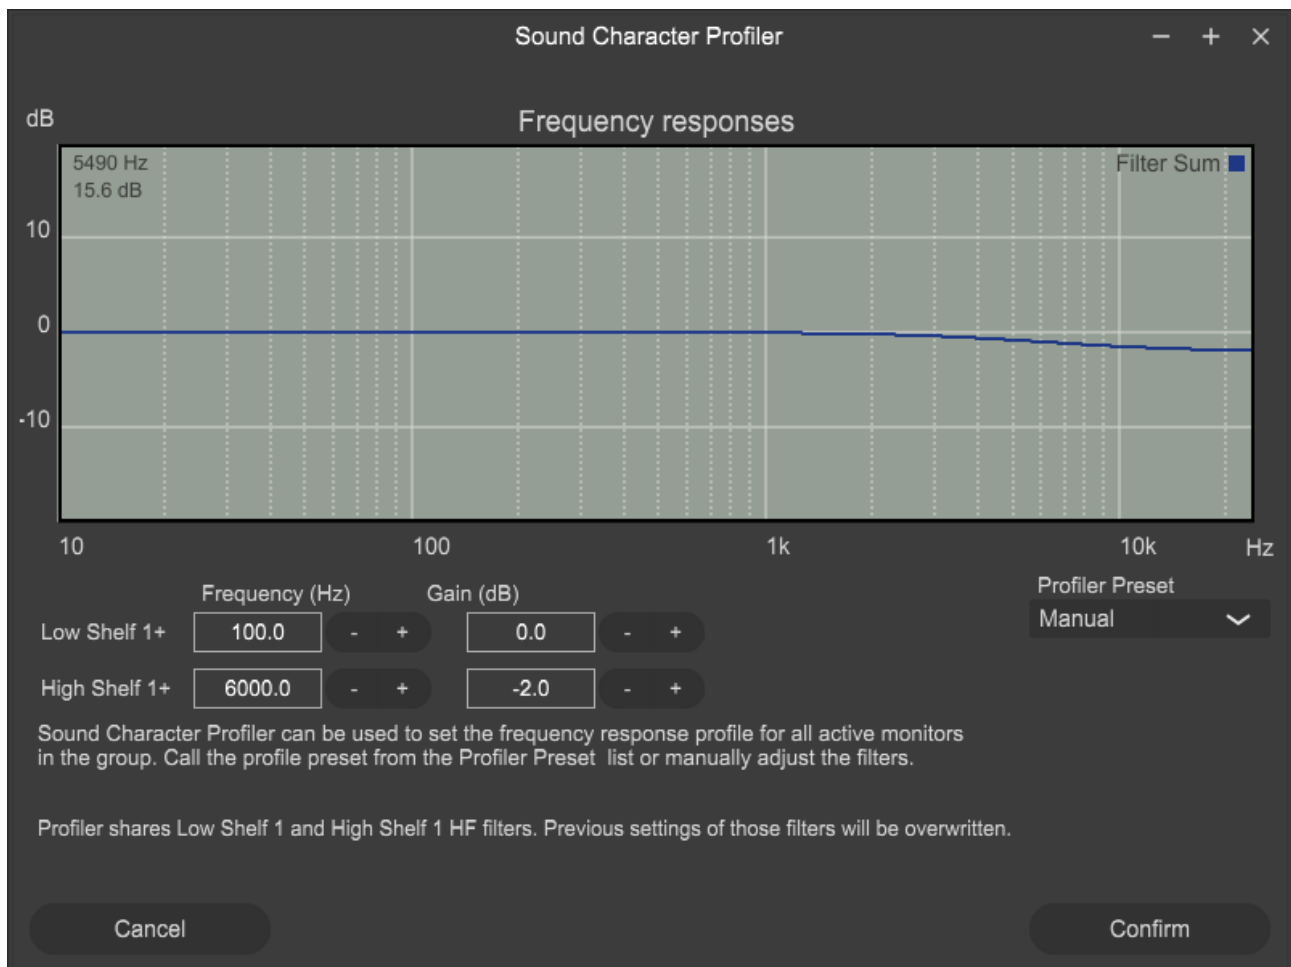 Sound Character Profiler
dB
Frequency responses
5490 Hz
15.6 dB
Filter Sum
10
0
-10
10 100 1k 10k Hz
Frequency (Hz) Gain (dB)
Profiler Preset
Manual
Low Shelf 1+ 100.0 - + 0.0 - +
High Shelf 1+ 6000.0 - + -2.0 - +
Sound Character Profiler can be used to set the frequency response profile for all active monitors
in the group. Call the profile preset from the Profiler Preset  list or manually adjust the filters.
Profiler shares Low Shelf 1 and High Shelf 1 HF filters. Previous settings of those filters will be overwritten.
Cancel Confirm